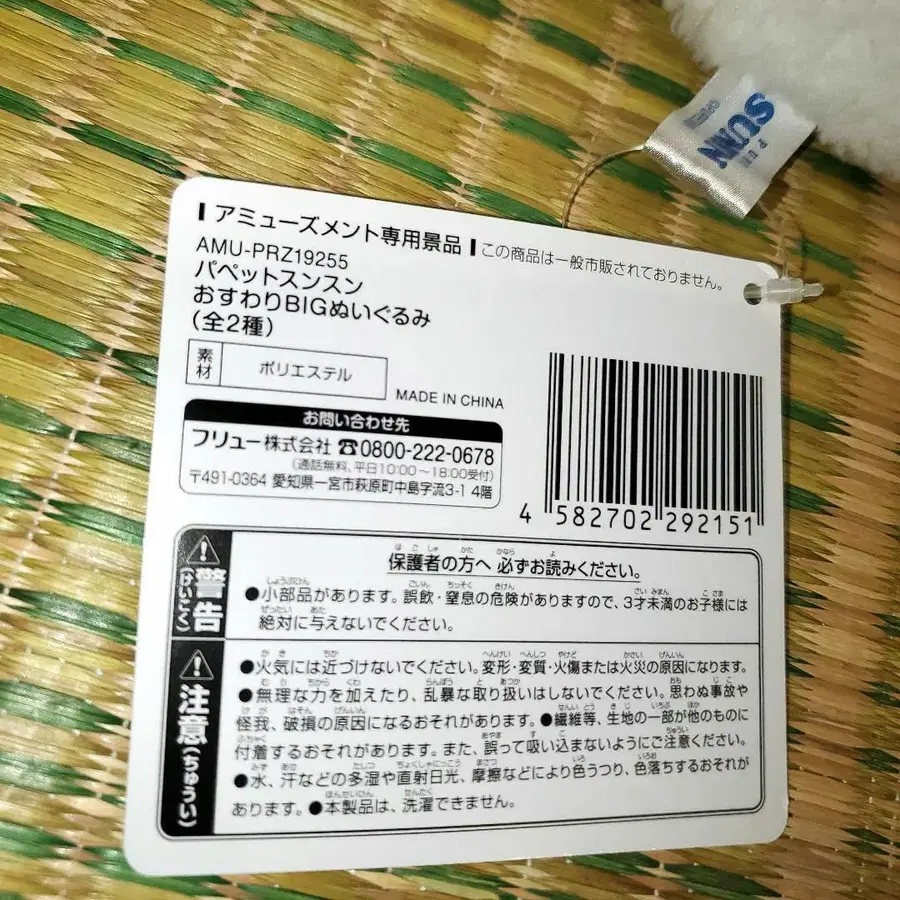 SUN
アミューズメント専用景品 この商品は一般市販されておりません。
AMU-PRZ19255
パペットスンスン
おすわりBIGぬいぐるみ
(全2種)
素材 ポリエステル
MADE IN CHINA
お問い合わせ先
フリュー株式会社 ☎0800-222-0678
(通話無料、平日10:00〜18:00受付)
〒491-0364 愛知県一宮市萩原町中島字流3-1 4階
4 582702 292151
警告(けいこく)
保護者の方へ 必ずお読みください。
●小部品があります。誤飲・窒息の危険がありますので、3才未満のお子様には
絶対に与えないでください。
注意(ちゅうい)
●火気には近づけないでください。変形・変質・火傷または火災の原因になります。
●無理な力を加えたり、乱暴な取り扱いはしないでください。思わぬ事故や
怪我、破損の原因になるおそれがあります。●繊維等、生地の一部が他のものに
付着するおそれがあります。また、誤って吸い込まないようにご注意ください。
●水、汗などの多湿や直射日光、摩擦などにより色うつり、色落ちするおそれが
あります。●本製品は、洗濯できません。